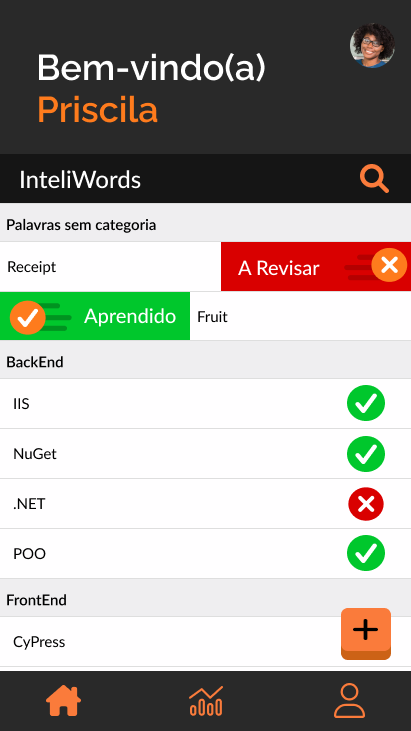 Bem-vindo(a)
Priscila
InteliWords
Palavras sem categoria
Receipt
A Revisar
Aprendido
Fruit
BackEnd
IIS
NuGet
.NET
POO
FrontEnd
CyPress